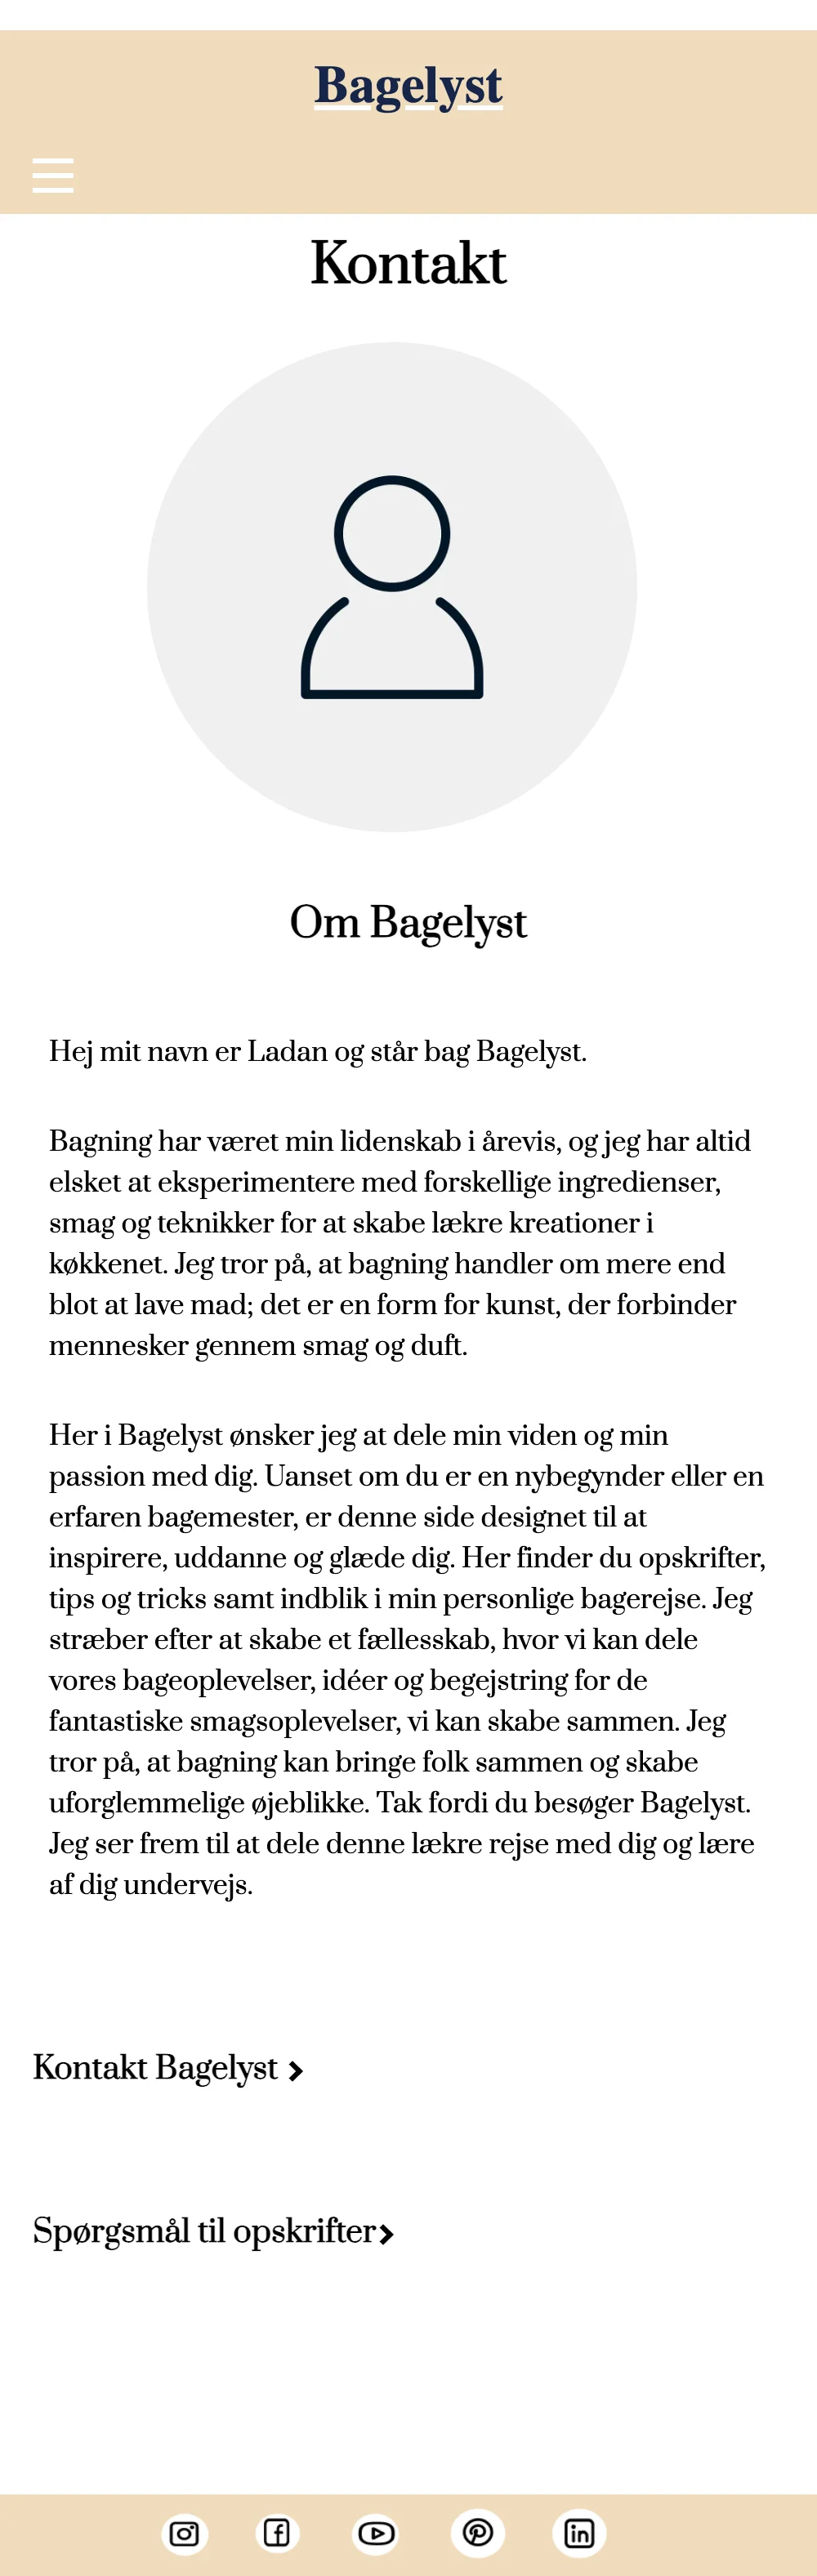 Bagelyst
Kontakt
Om Bagelyst
Hej mit navn er Ladan og står bag Bagelyst.
Bagning har været min lidenskab i årevis, og jeg har altid
elsket at eksperimentere med forskellige ingredienser,
smag og teknikker for at skabe lækre kreationer i
køkkenet. Jeg tror på, at bagning handler om mere end
blot at lave mad; det er en form for kunst, der forbinder
mennesker gennem smag og duft.
Her i Bagelyst ønsker jeg at dele min viden og min
passion med dig. Uanset om du er en nybegynder eller en
erfaren bagemester, er denne side designet til at
inspirere, uddanne og glæde dig. Her finder du opskrifter,
tips og tricks samt indblik i min personlige bagerejse. Jeg
stræber efter at skabe et fællesskab, hvor vi kan dele
vores bageoplevelser, idéer og begejstring for de
fantastiske smagsoplevelser, vi kan skabe sammen. Jeg
tror på, at bagning kan bringe folk sammen og skabe
uforglemmelige øjeblikke. Tak fordi du besøger Bagelyst.
Jeg ser frem til at dele denne lækre rejse med dig og lære
af dig undervejs.
Kontakt Bagelyst
Spørgsmål til opskrifter